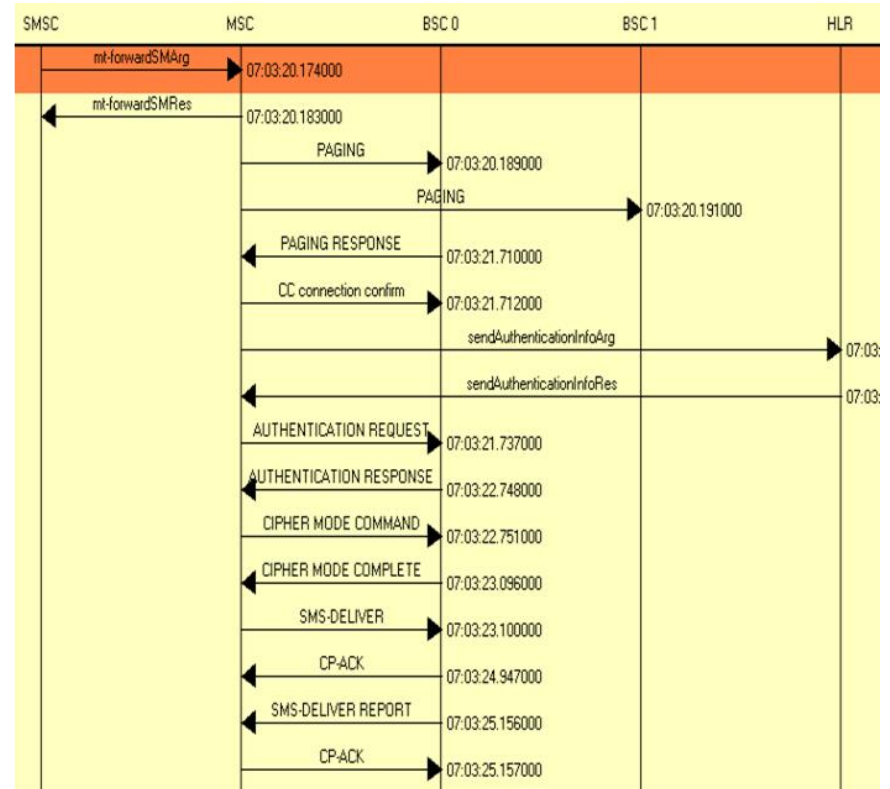 SMSC MSC BSC 0 BSC 1 HLR
mt-forwardSMArg
07:03:20.174000
mt-forwardSMRes
07:03:20.183000
PAGING
07:03:20.189000
PAGING
07:03:20.191000
PAGING RESPONSE
07:03:21.710000
CC connection confirm
07:03:21.712000
sendAuthenticationInfoArg
07:03:
sendAuthenticationInfoRes
07:03:
AUTHENTICATION REQUEST
07:03:21.737000
AUTHENTICATION RESPONSE
07:03:22.748000
CIPHER MODE COMMAND
07:03:22.751000
CIPHER MODE COMPLETE
07:03:23.096000
SMS-DELIVER
07:03:23.100000
CP-ACK
07:03:24.947000
SMS-DELIVER REPORT
07:03:25.156000
CP-ACK
07:03:25.157000